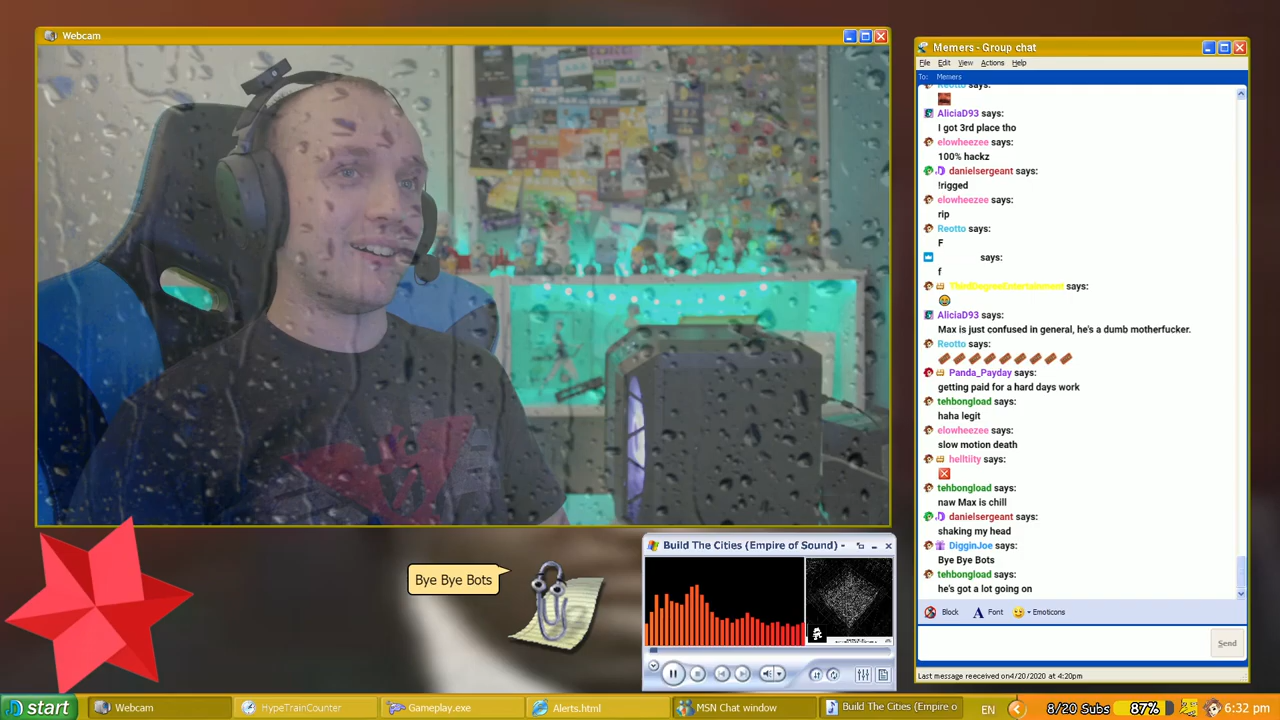 Webcam
Memers - Group chat
File Edit View Actions Help
To: Memers
Reotto says:
AliciaD93 says:
I got 3rd place tho
elowheezee says:
100% hackz
danielsergeant says:
!rigged
elowheezee says:
rip
Reotto says:
F
says:
f
ThirdDegreeEntertainment says:
AliciaD93 says:
Max is just confused in general, he's a dumb motherfucker.
Reotto says:
Panda_Payday says:
getting paid for a hard days work
tehbongload says:
haha legit
elowheezee says:
slow motion death
helltiity says:
tehbongload says:
naw Max is chill
danielsergeant says:
shaking my head
DigginJoe says:
Bye Bye Bots
tehbongload says:
he's got a lot going on
Block Font Emoticons
Send
Last message reecived on4/20/2020 at 4:20pm
Bye Bye Bots
Build The Cities (Empire of Sound) -
start Webcam HypeTrainCounter Gameplay.exe Alerts.html MSN Chat window Build The Cities (Empire o EN 8/20 Subs 87% 6:32 pm